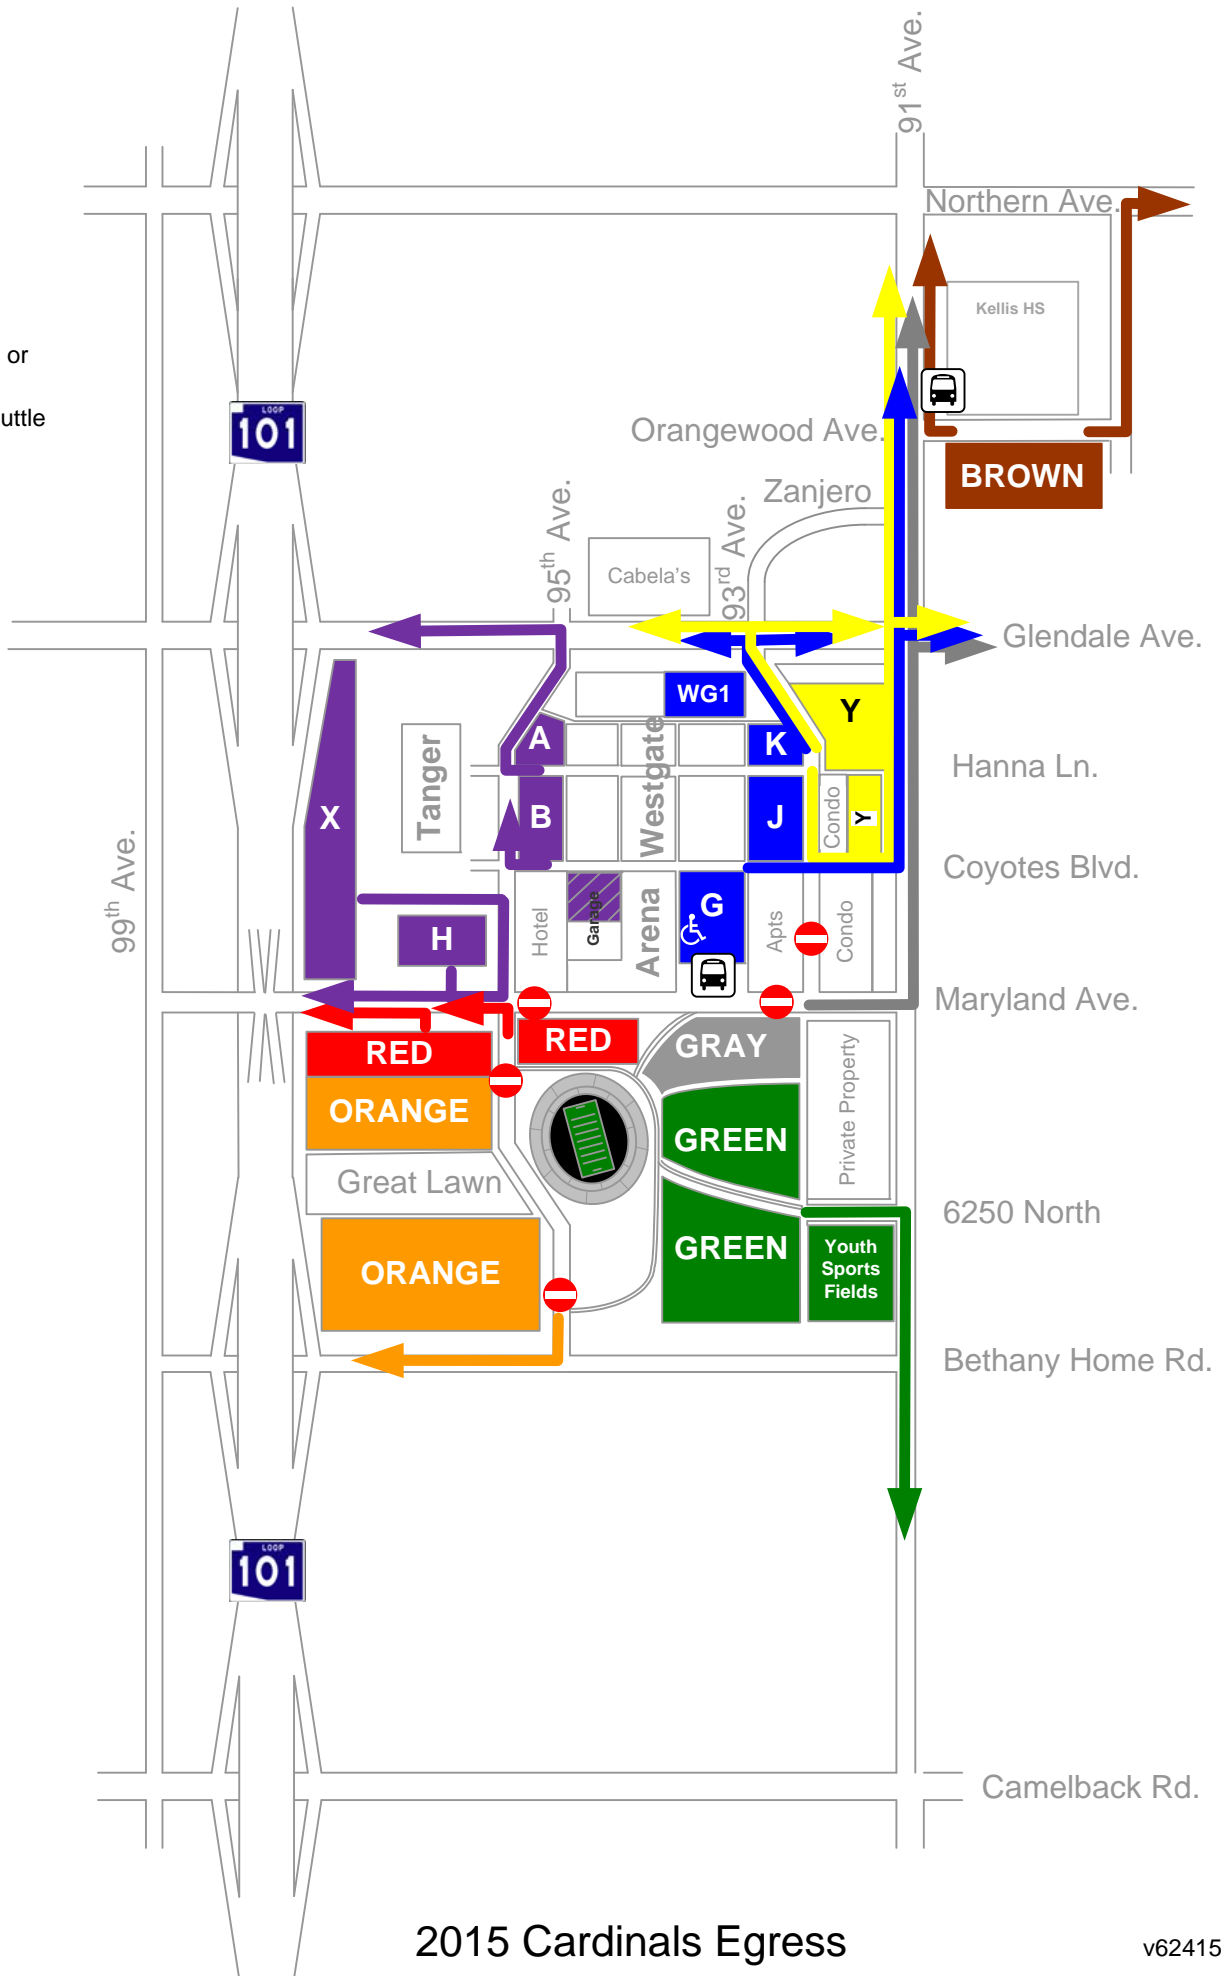 91st Ave.
Northern Ave.
Kellis HS
or
uttle
LOOP
101
Orangewood Ave.
BROWN
Zanjero
95th Ave.
93rd Ave.
Cabela's
Glendale Ave.
WG1
Y
A
K
Tanger
Westgate
Hanna Ln.
X
B
J
Condo
Y
Coyotes Blvd.
99th Ave.
H
Hotel
Garage
Arena
G
Apts
Condo
Maryland Ave.
RED
RED
GRAY
ORANGE
GREEN
Private Property
Great Lawn
6250 North
ORANGE
GREEN
Youth
Sports
Fields
Bethany Home Rd.
LOOP
101
Camelback Rd.
2015 Cardinals Egress
v62415